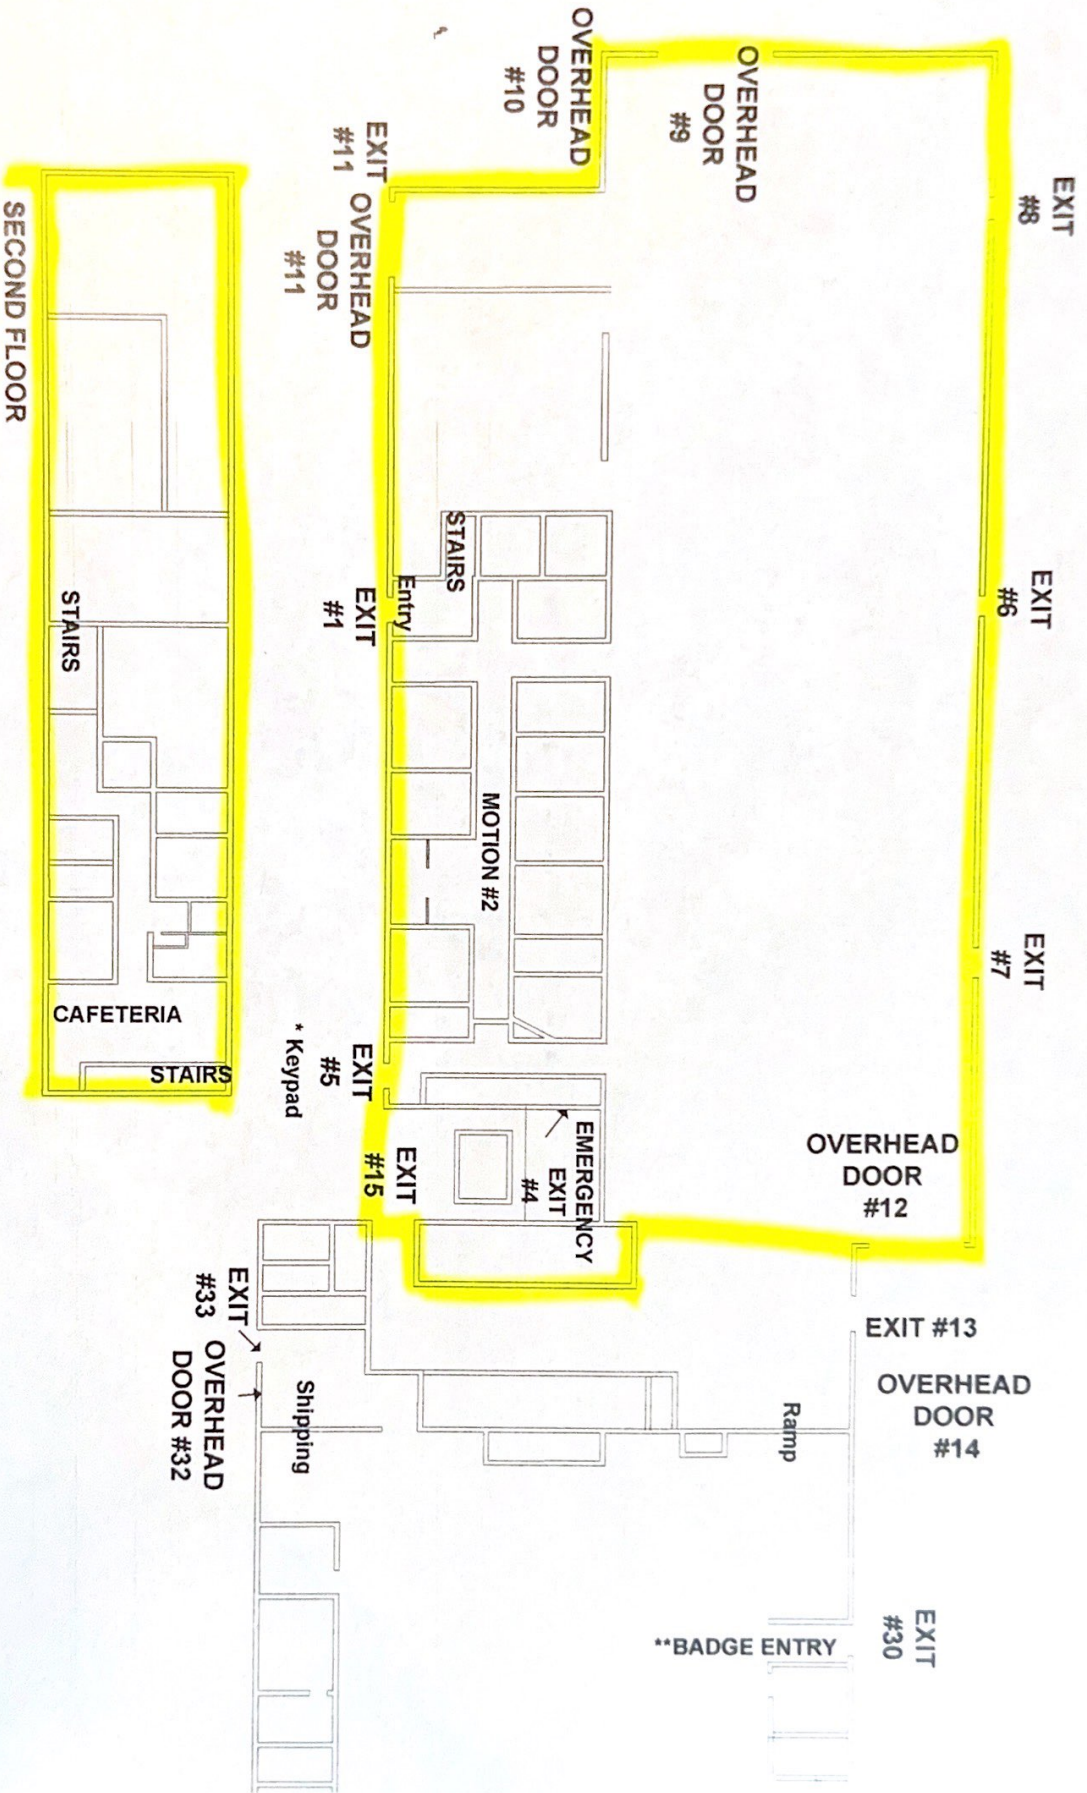 OVERHEAD
DOOR
#10
OVERHEAD
DOOR
#9
EXIT
#8
EXIT
#11
OVERHEAD
DOOR
#11
SECOND FLOOR
EXIT
#6
STAIRS
Entry
EXIT
#1
STAIRS
MOTION #2
EXIT
#7
CAFETERIA
STAIRS
* Keypad
EXIT
#5
EXIT
#15
EMERGENCY
EXIT
#4
OVERHEAD
DOOR
#12
EXIT
#33
OVERHEAD
DOOR #32
Shipping
EXIT #13
OVERHEAD
DOOR
#14
Ramp
EXIT
#30
**BADGE ENTRY